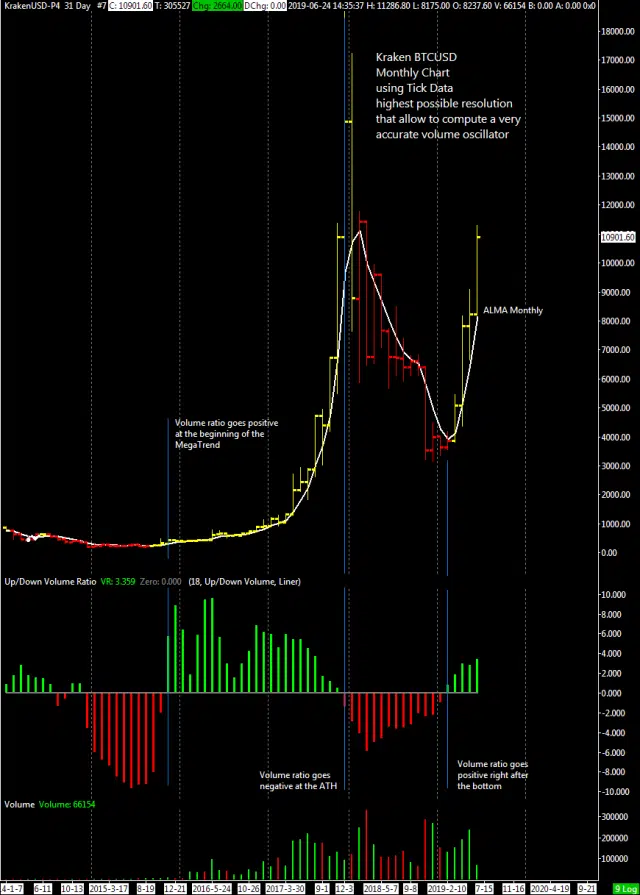 KrakenUSD-P4 31 Day #7 C: 10901.60 T: 305527 Chg: 2664.00 DChg: 0.00 2019-06-24 14:35:37 H: 11286.80 L: 8175.00 O: 8237.60 V: 66154 B: 0.00 A: 0.00 0x0
18000.00
Kraken BTCUSD
Monthly Chart
using Tick Data
highest possible resolution
that allow to compute a very
accurate volume oscillator
17000.00
16000.00
15000.00
14000.00
13000.00
12000.00
10901.60
10000.00
9000.00
ALMA Monthly
8000.00
7000.00
6000.00
5000.00
Volume ratio goes positive
at the beginning of the
MegaTrend
4000.00
3000.00
2000.00
1000.00
0.00
Up/Down Volume Ratio VR: 3.359 Zero: 0.000 (18, Up/Down Volume, Liner)
10.000
8.000
6.000
4.000
2.000
0.000
-2.000
-4.000
-6.000
Volume ratio goes
positive right after
the bottom
Volume ratio goes
negative at the ATH
-8.000
-10.000
Volume Volume: 66154
300000
200000
100000
4-1-7 6-11 10-13 2015-3-17 8-19 12-21 2016-5-24 10-26 2017-3-30 9-1 12-3 2018-5-7 9-8 2019-2-10 7-15 11-16 2020-4-19 9-21 9 Log